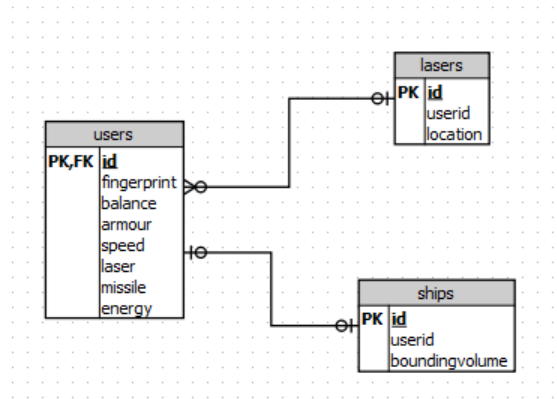 users
PK,FK id
fingerprint
balance
armour
speed
laser
missile
energy
lasers
PK id
userid
location
ships
PK id
userid
boundingvolume